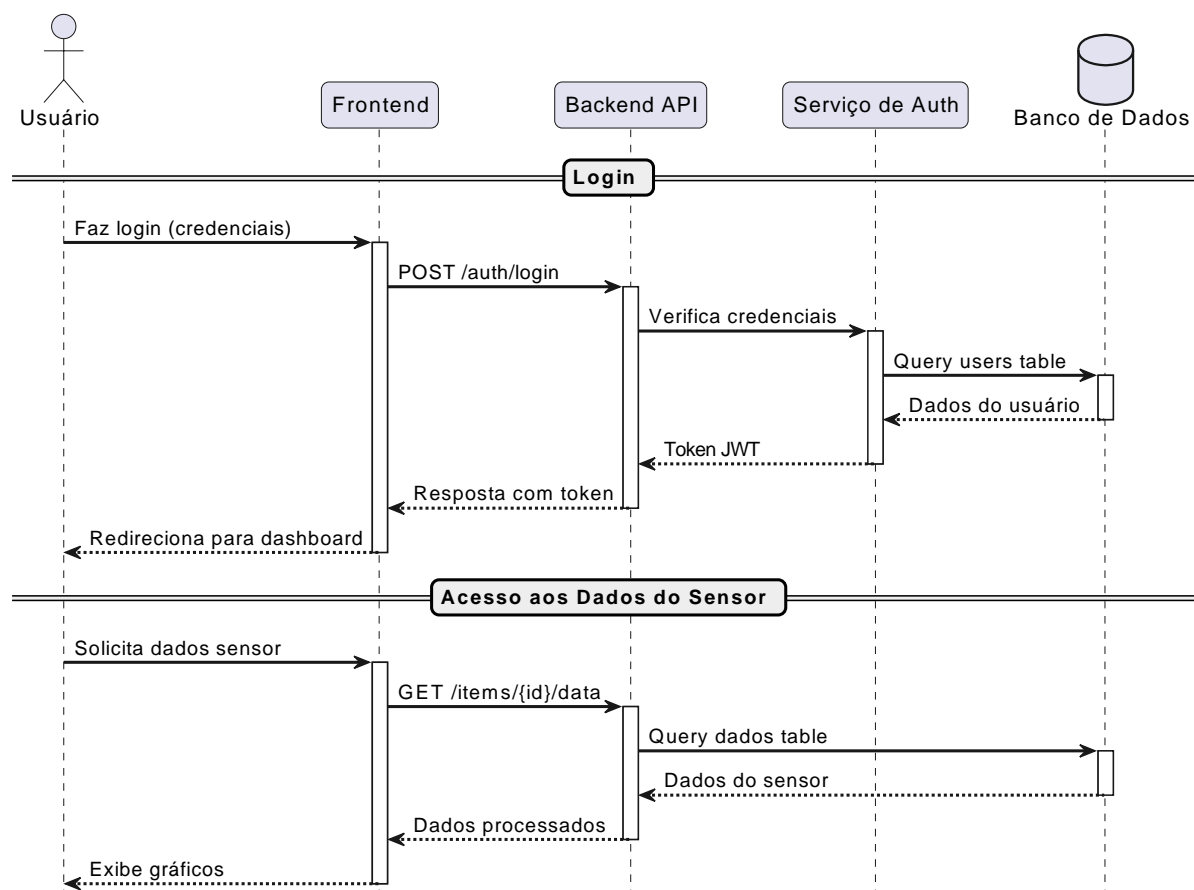 Usuário
Frontend
Backend API
Serviço de Auth
Banco de Dados
Login
Faz login (credenciais)
POST /auth/login
Verifica credenciais
Query users table
Dados do usuário
Token JWT
Resposta com token
Redireciona para dashboard
Acesso aos Dados do Sensor
Solicita dados sensor
GET /items/{id}/data
Query dados table
Dados do sensor
Dados processados
Exibe gráficos